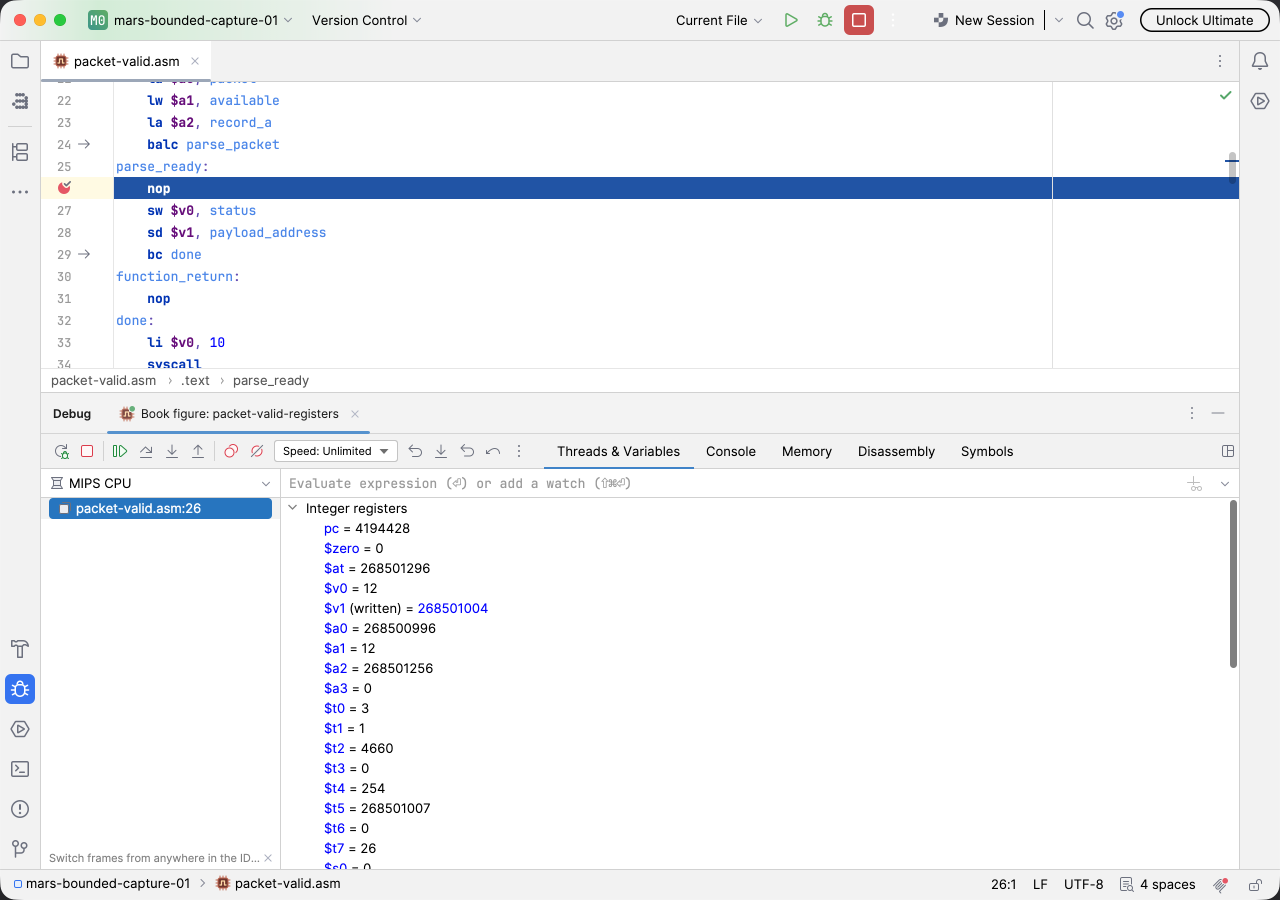 M0 mars-bounded-capture-01 Version Control Current File New Session Unlock Ultimate
packet-valid.asm
22 lw $a1, available
23 la $a2, record_a
24 balc parse_packet
25 parse_ready:
nop
27 sw $v0, status
28 sd $v1, payload_address
29 bc done
30 function_return:
31 nop
32 done:
33 li $v0, 10
34 syscall
packet-valid.asm › .text › parse_ready
Debug Book figure: packet-valid-registers
Speed: Unlimited Threads & Variables Console Memory Disassembly Symbols
MIPS CPU Evaluate expression (⏎) or add a watch (⇧⌘⏎)
packet-valid.asm:26
Integer registers
pc = 4194428
$zero = 0
$at = 268501296
$v0 = 12
$v1 (written) = 268501004
$a0 = 268500996
$a1 = 12
$a2 = 268501256
$a3 = 0
$t0 = 3
$t1 = 1
$t2 = 4660
$t3 = 0
$t4 = 254
$t5 = 268501007
$t6 = 0
$t7 = 26
$s0 = 0
Switch frames from anywhere in the ID...
mars-bounded-capture-01 › packet-valid.asm 26:1 LF UTF-8 4 spaces